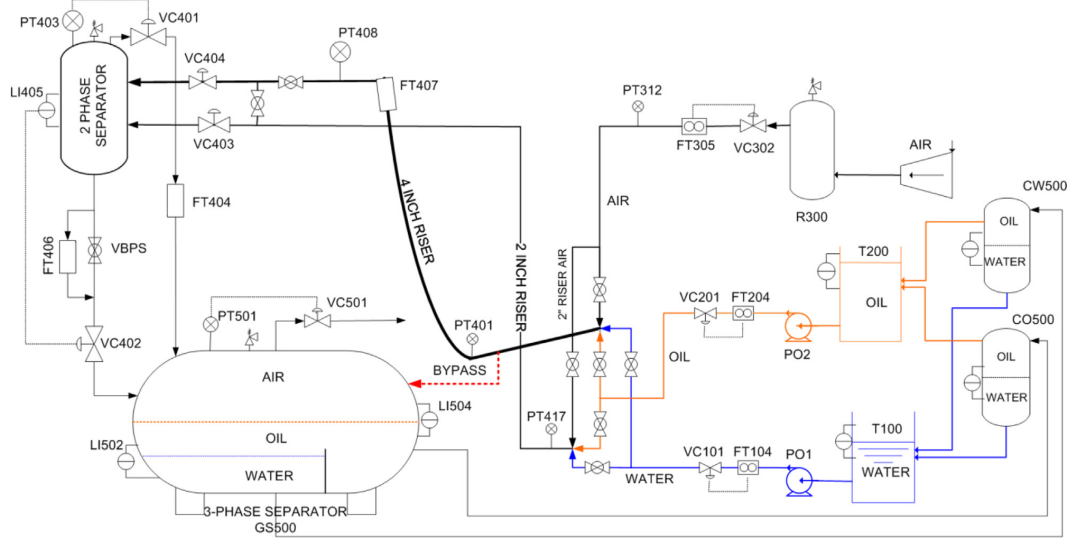 PT403
VC401
PT408
VC404
FT407
LI405
2 PHASE
SEPARATOR
VC403
PT312
FT305
VC302
AIR
R300
CW500
OIL
WATER
4 INCH RISER
2 INCH RISER
AIR
2" RISER AIR
FT404
FT406
VBPS
T200
OIL
VC201
FT204
PO2
OIL
CO500
OIL
WATER
PT501
VC501
PT401
BYPASS
VC402
AIR
LI504
PT417
LI502
OIL
WATER
VC101
FT104
PO1
WATER
T100
WATER
3-PHASE SEPARATOR
GS500